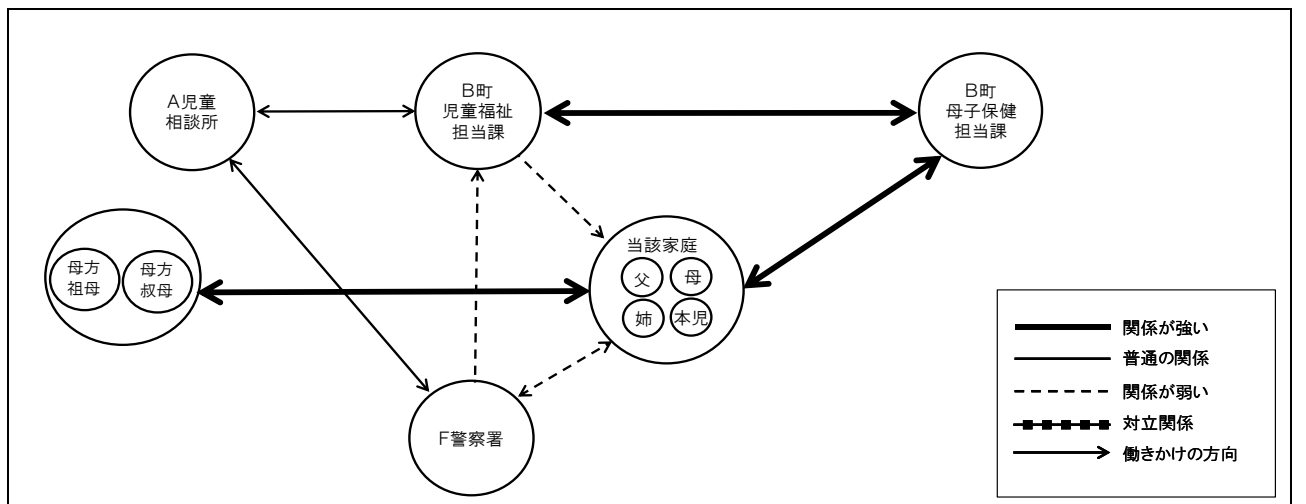 A児童
相談所
B町
児童福祉
担当課
B町
母子保健
担当課
母方
祖母
母方
叔母
当該家庭
父
母
姉
本児
F警察署
関係が強い
普通の関係
関係が弱い
対立関係
働きかけの方向